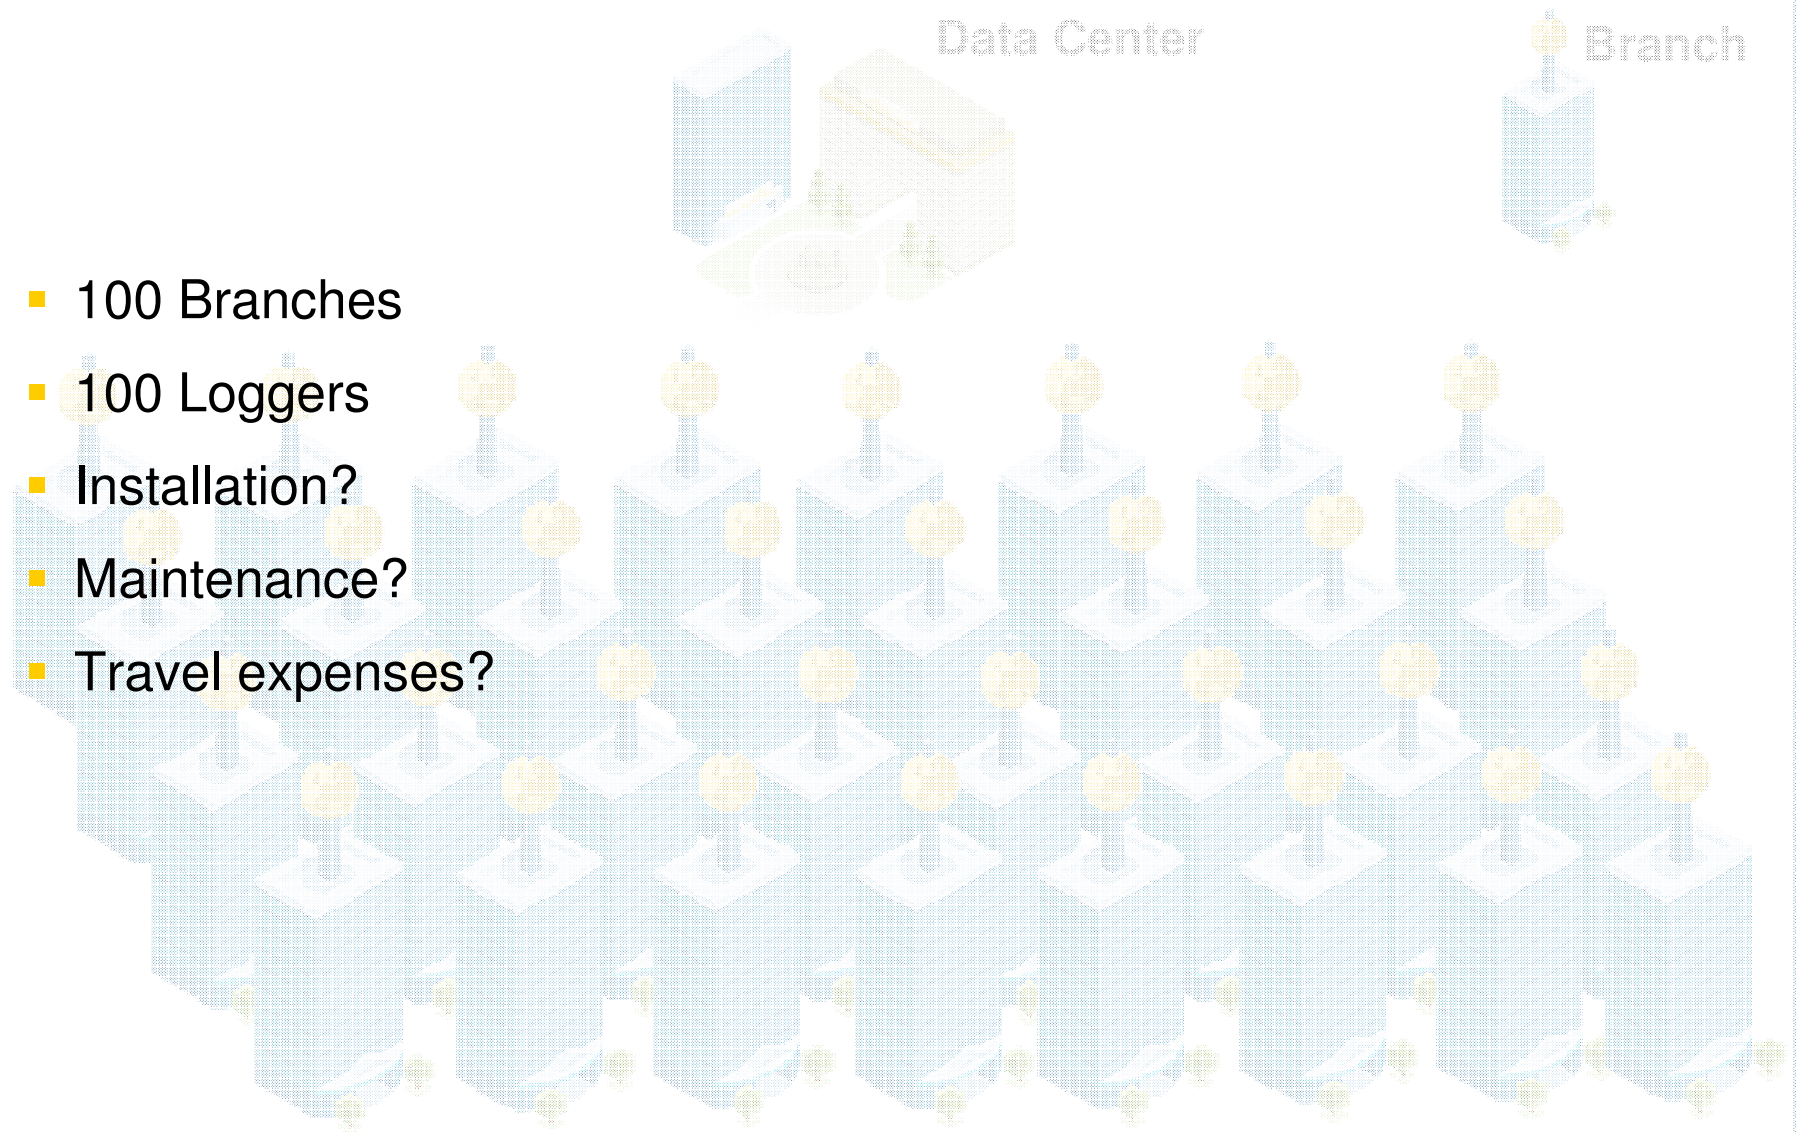 Data Center
Branch
100 Branches
100 Loggers
Installation?
Maintenance?
Travel expenses?